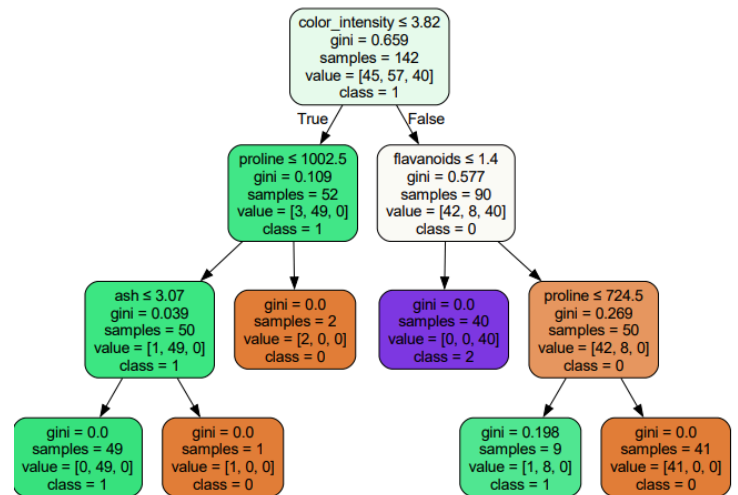 color_intensity ≤ 3.82
gini = 0.659
samples = 142
value = [45, 57, 40]
class = 1
True
False
proline ≤ 1002.5
gini = 0.109
samples = 52
value = [3, 49, 0]
class = 1
flavanoids ≤ 1.4
gini = 0.577
samples = 90
value = [42, 8, 40]
class = 0
ash ≤ 3.07
gini = 0.039
samples = 50
value = [1, 49, 0]
class = 1
gini = 0.0
samples = 2
value = [2, 0, 0]
class = 0
gini = 0.0
samples = 40
value = [0, 0, 40]
class = 2
proline ≤ 724.5
gini = 0.269
samples = 50
value = [42, 8, 0]
class = 0
gini = 0.0
samples = 49
value = [0, 49, 0]
class = 1
gini = 0.0
samples = 1
value = [1, 0, 0]
class = 0
gini = 0.198
samples = 9
value = [1, 8, 0]
class = 1
gini = 0.0
samples = 41
value = [41, 0, 0]
class = 0